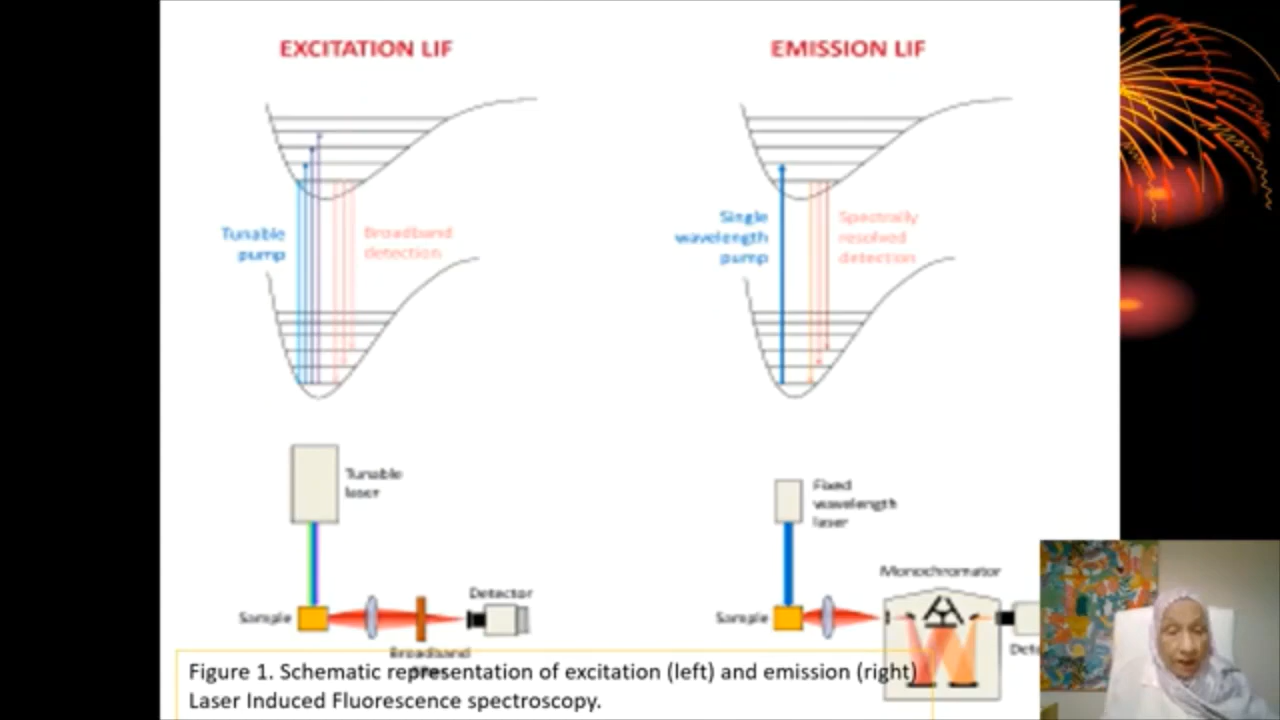 EXCITATION LIF
EMISSION LIF
Tunable
pump
Broadband
detection
Single
wavelength
pump
Spectrally
resolved
detection
Tunable
laser
Sample
Detector
Broadband
Fixed
wavelength
laser
Sample
Monochromator
Figure 1. Schematic representation of excitation (left) and emission (right)
Laser Induced Fluorescence spectroscopy.